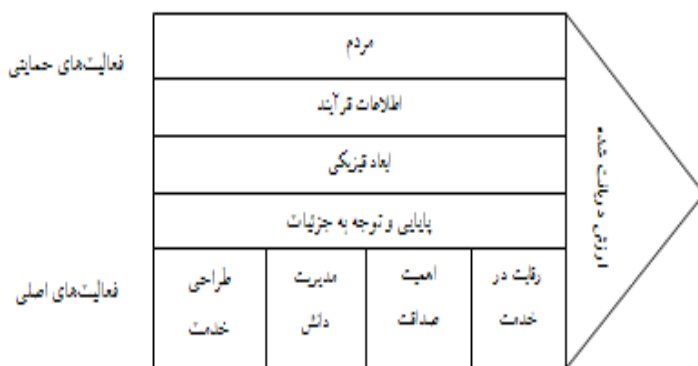 فعالیت‌های حمایتی
مردم
اطلاعات فرآیند
ابعاد فیزیکی
پایایی و توجه به جزئیات
فعالیت‌های اصلی
رقابت در
خدمت
اهمیت
صداقت
مدیریت
دانش
طراحی
خدمت
ارزش دریافت شده